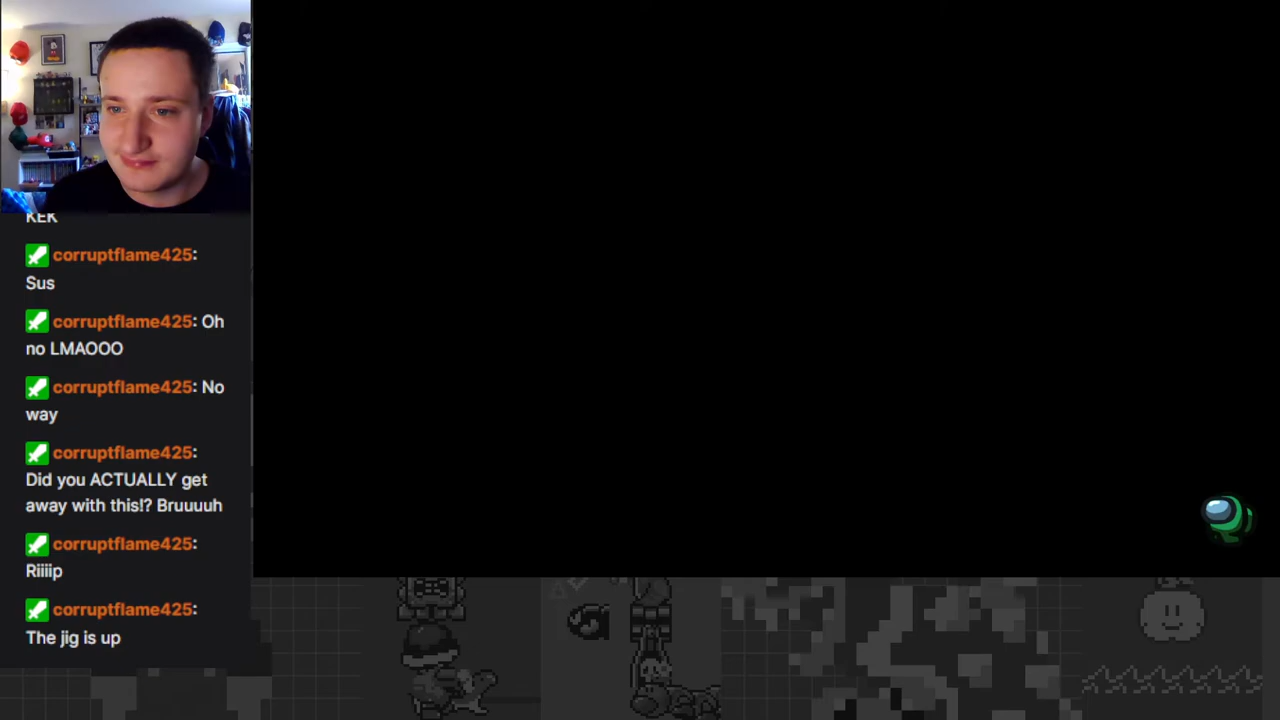 KEK
corruptflame425:
Sus
corruptflame425: Oh
no LMAOOO
corruptflame425: No
way
corruptflame425:
Did you ACTUALLY get
away with this!? Bruuuuh
corruptflame425:
Riiiip
corruptflame425:
The jig is up